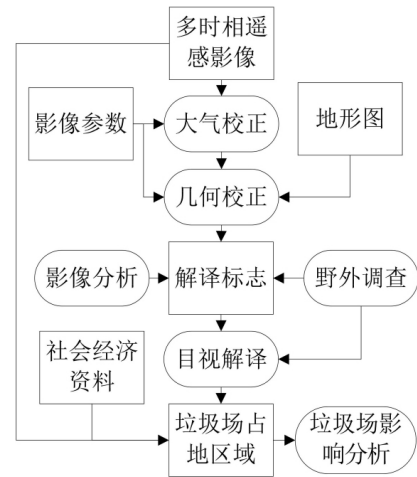 多时相遥
感影像
影像参数
大气校正
地形图
几何校正
影像分析
解译标志
野外调查
社会经济
资料
目视解译
垃圾场占
地区域
垃圾场影
响分析